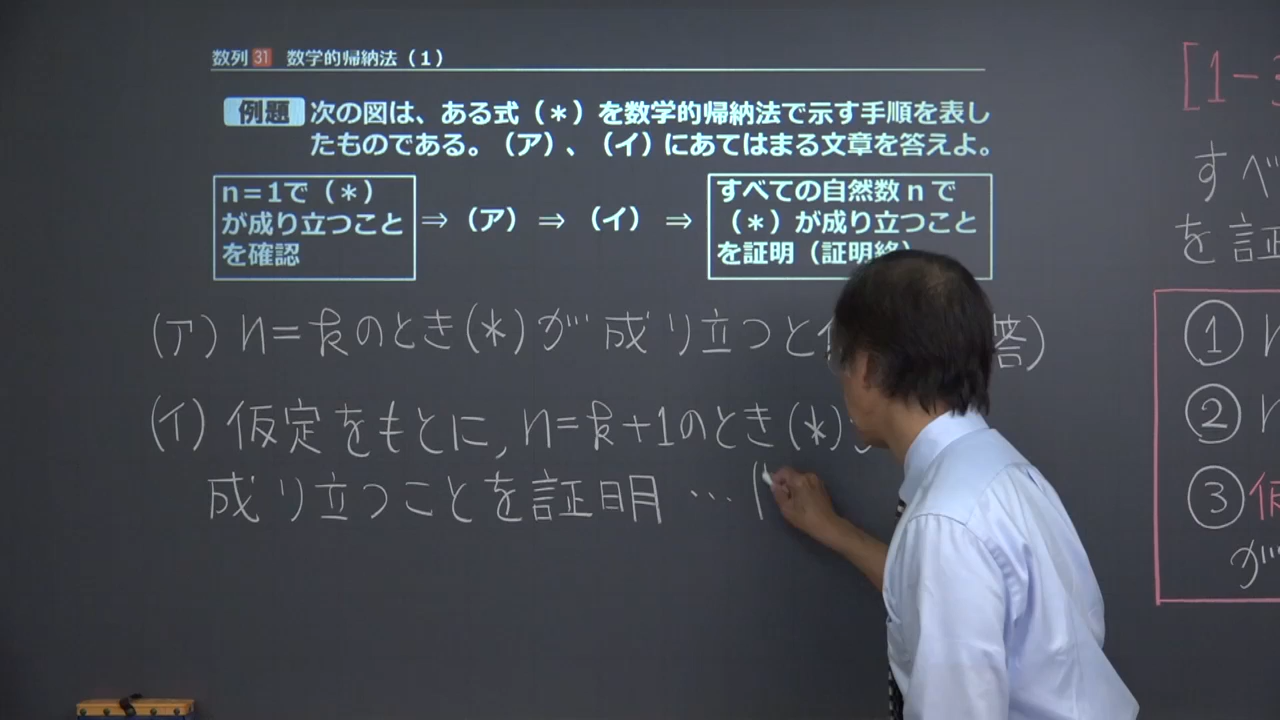 数列 31 数学的帰納法(1)
例題 次の図は、ある式(*)を数学的帰納法で示す手順を表し
たものである。(ア)、(イ)にあてはまる文章を答えよ。
n=1で(*)
が成り立つこと
を確認
⇒(ア)⇒(イ)⇒
すべての自然数nで
(*)が成り立つこと
を証明(証明終)
(ア) n=kのとき(*)が成り立つと 答)
(イ) 仮定をもとに, n=k+1のとき(*)
成り立つことを証明 …
[1-3
すべ
を証
① n
② n
③ 仮
が